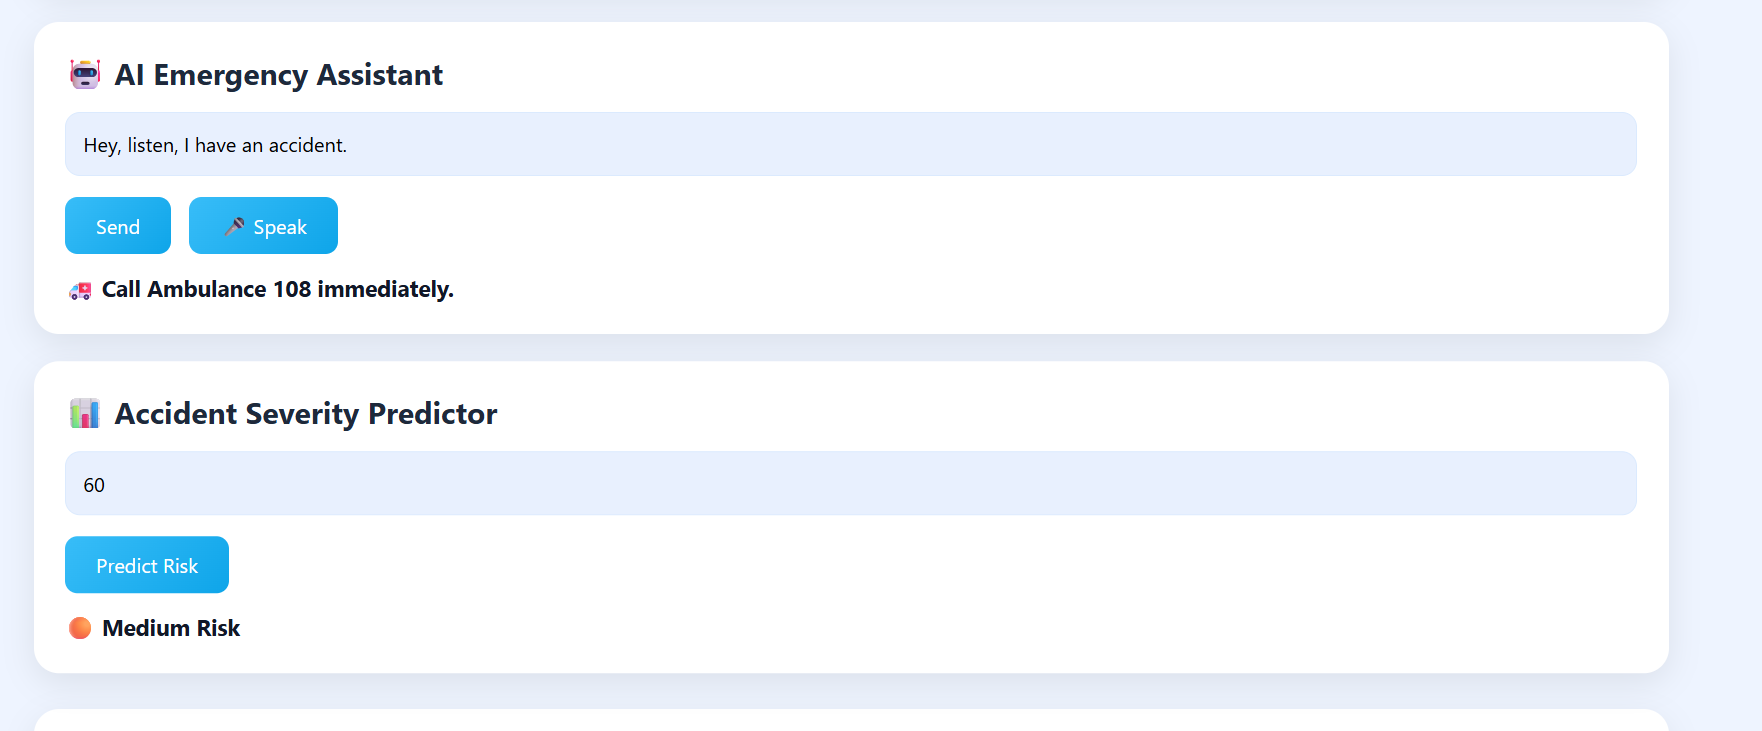 AI Emergency Assistant
Hey, listen, I have an accident.
Send
Speak
Call Ambulance 108 immediately.
Accident Severity Predictor
60
Predict Risk
Medium Risk